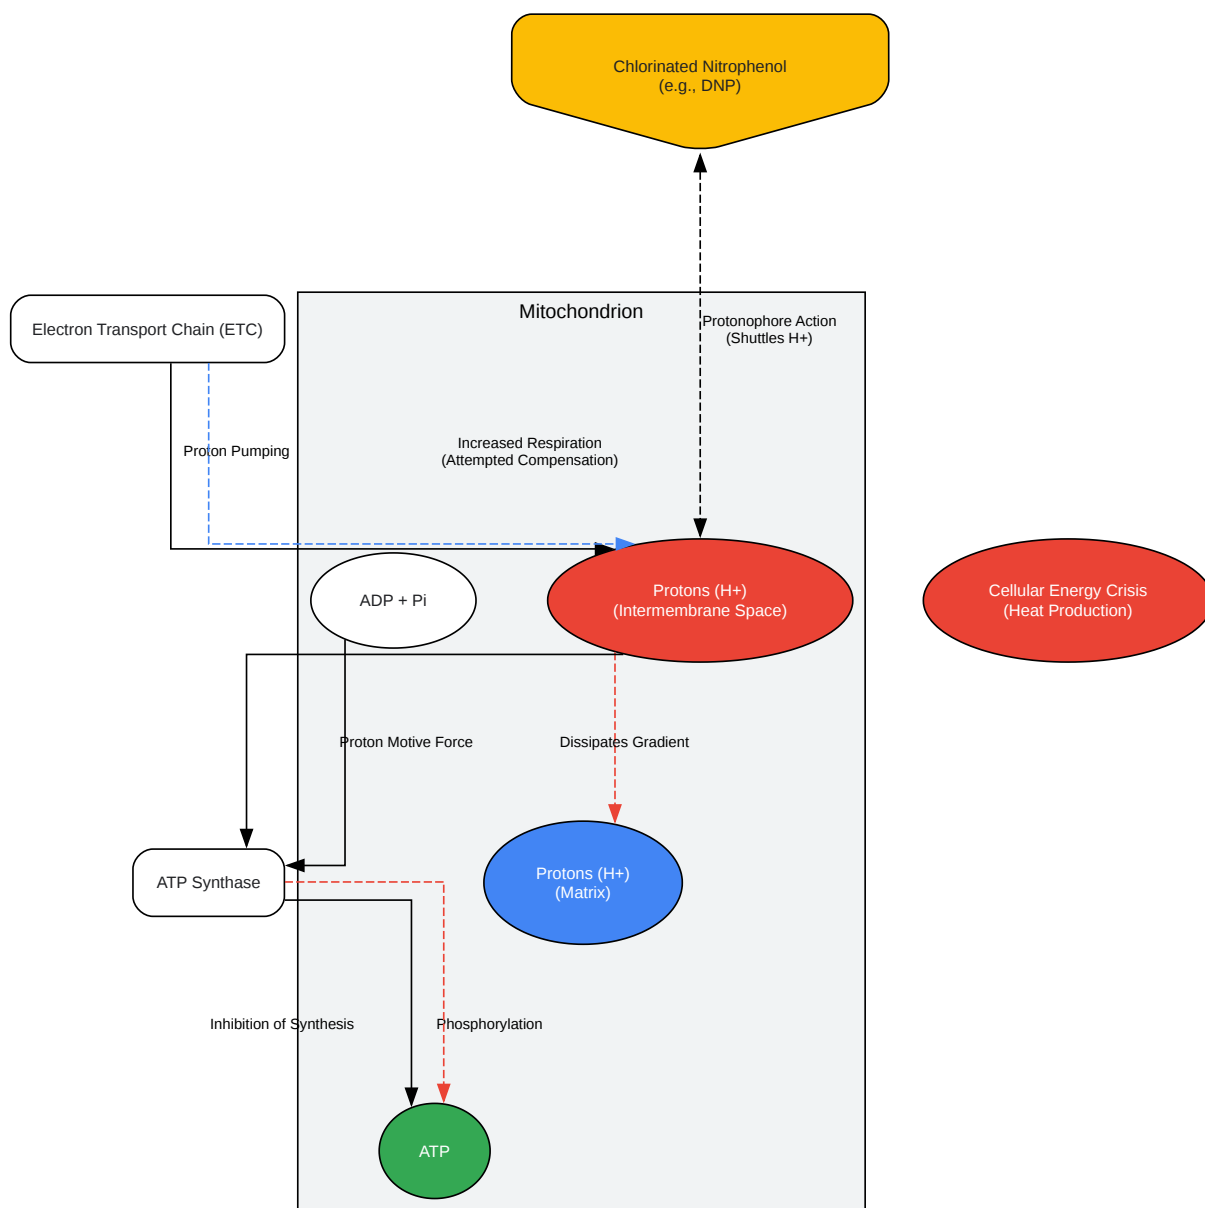 Chlorinated Nitrophenol
(e.g., DNP)
Mitochondrion
Electron Transport Chain (ETC)
Protonophore Action
(Shuttles H+)
Proton Pumping
Increased Respiration
(Attempted Compensation)
ADP + Pi
Protons (H+)
(Intermembrane Space)
Cellular Energy Crisis
(Heat Production)
Proton Motive Force
Dissipates Gradient
ATP Synthase
Protons (H+)
(Matrix)
Inhibition of Synthesis
Phosphorylation
ATP